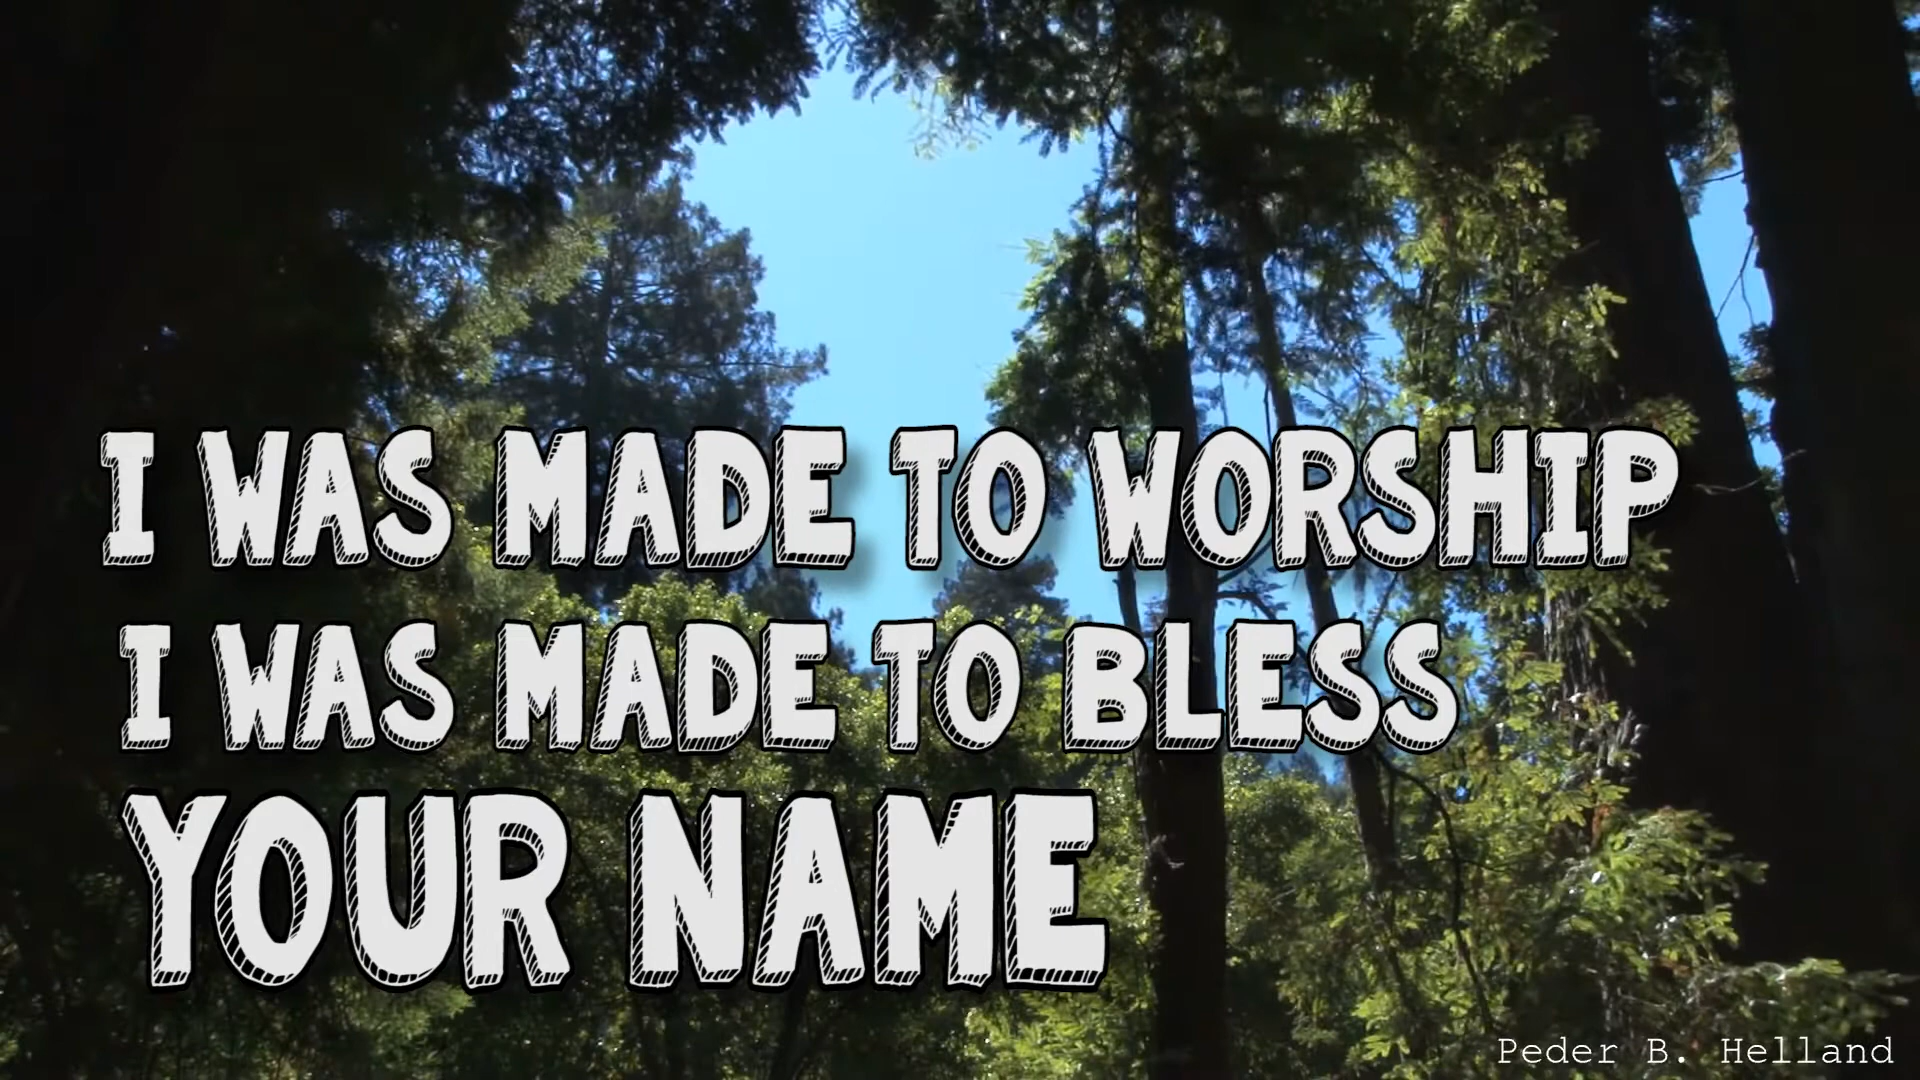 I WAS MADE TO WORSHIP
I WAS MADE TO BLESS
YOUR NAME
Peder B. Helland